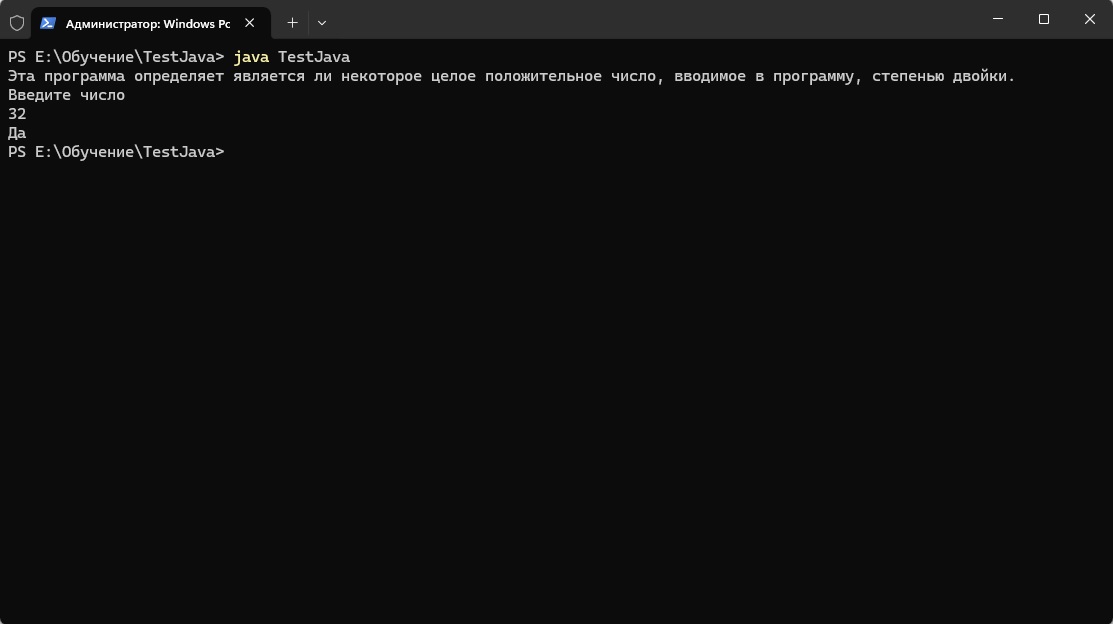 Администратор: Windows Pc
PS E:\Обучение\TestJava> java TestJava
Эта программа определяет является ли некоторое целое положительное число, вводимое в программу, степенью двойки.
Введите число
32
Да
PS E:\Обучение\TestJava>